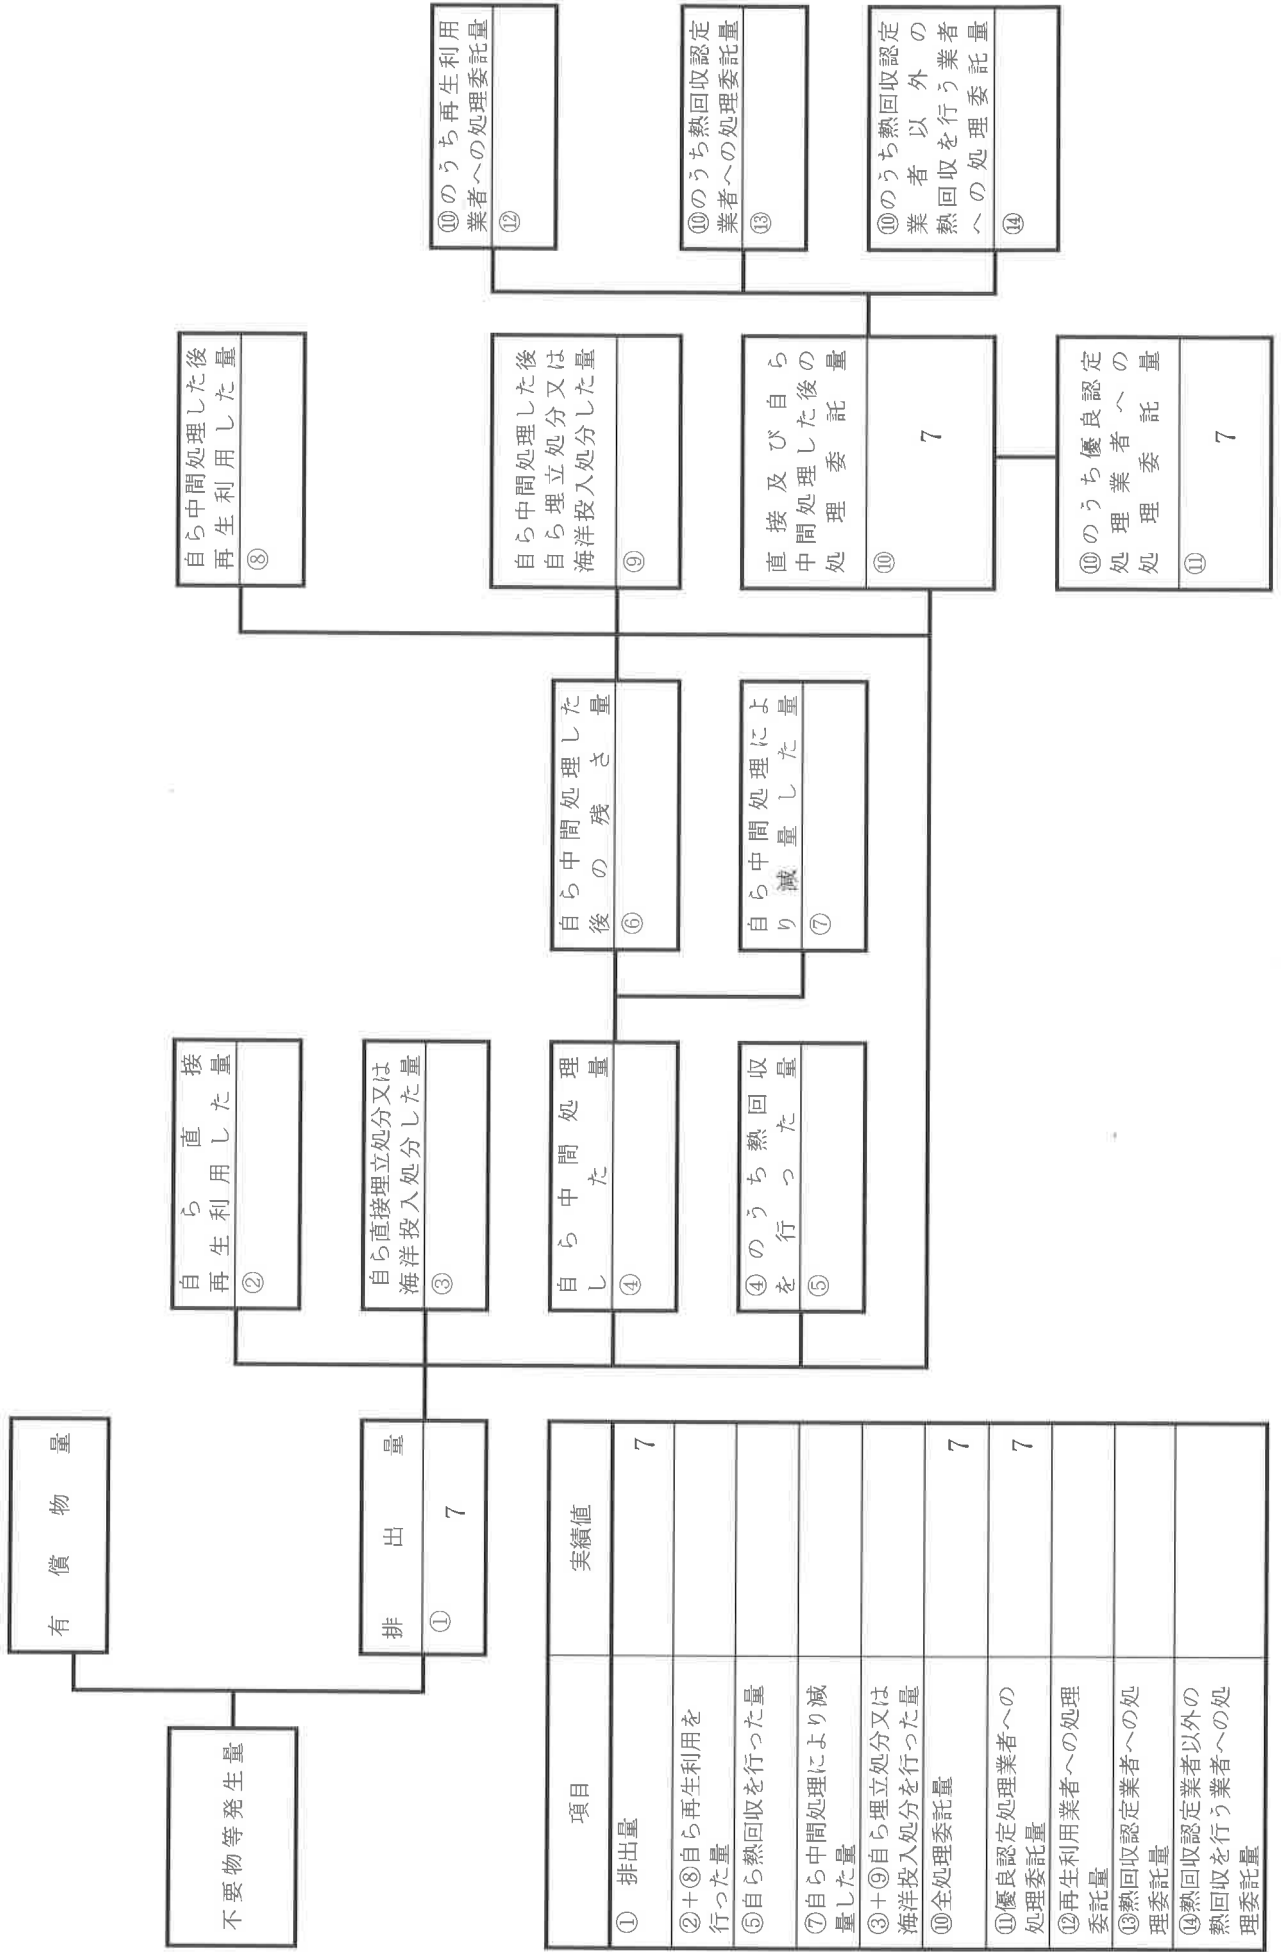 不要物等発生量
有償物量
排出量
①
7
自ら直接
再生利用した量
②
自ら直接埋立処分又は
海洋投入処分した量
③
自ら中間処理
した量
④
④のうち熱回収
を行った量
⑤
自ら中間処理した
後の残さ量
⑥
自ら中間処理によ
り減量した量
⑦
自ら中間処理した後
再生利用した量
⑧
自ら中間処理した後
自ら埋立処分又は
海洋投入処分した量
⑨
直接及び自ら
中間処理した後の
処理委託量
⑩
7
⑩のうち優良認定
処理業者への
処理委託量
⑪
7
⑩のうち再生利用
業者への処理委託量
⑫
⑩のうち熱回収認定
業者への処理委託量
⑬
⑩のうち熱回収認定
業者以外の
熱回収を行う業者
への処理委託量
⑭
項目 実績値
① 排出量 7
②+⑧自ら再生利用を
行った量
⑤自ら熱回収を行った量
⑦自ら中間処理により減
量した量
③+⑨自ら埋立処分又は
海洋投入処分を行った量
⑩全処理委託量 7
⑪優良認定処理業者への
処理委託量 7
⑫再生利用業者への処理
委託量
⑬熱回収認定業者への処
理委託量
⑭熱回収認定業者以外の
熱回収を行う業者への処
理委託量